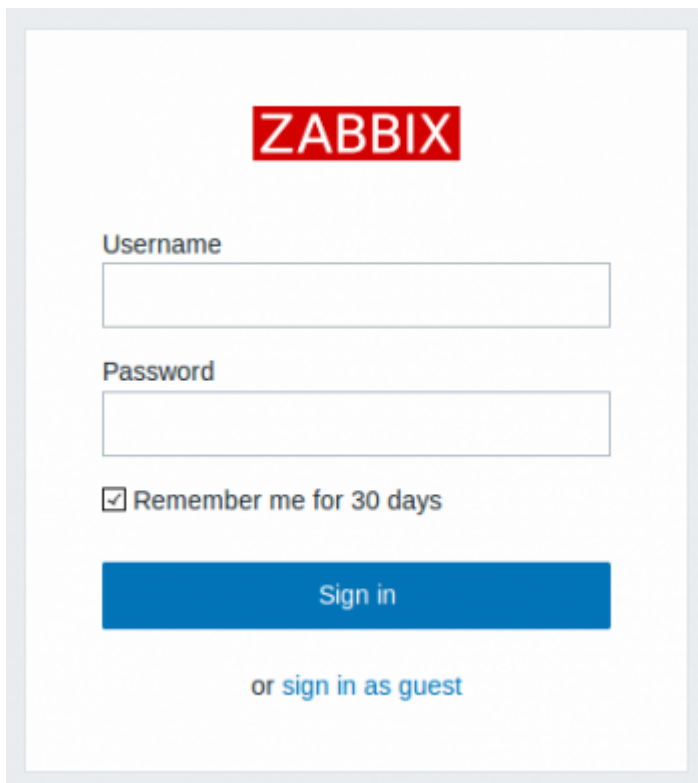 ZABBIX
Username
Password
Remember me for 30 days
Sign in
or sign in as guest